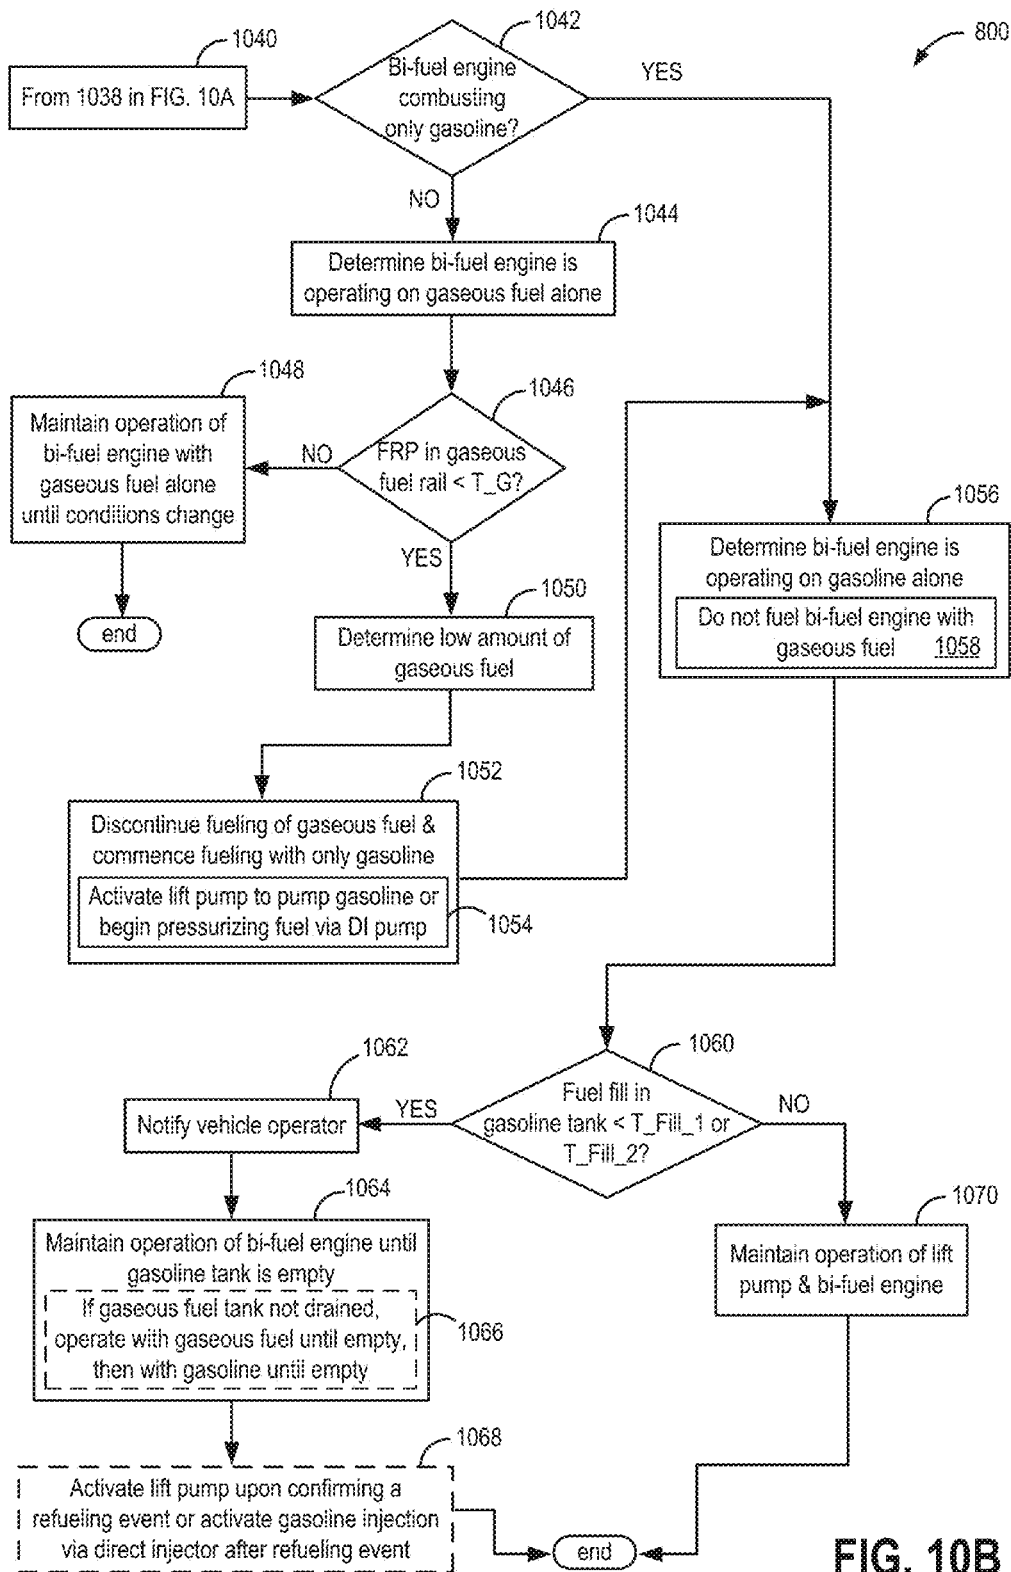 1040
1042
800
From 1038 in FIG. 10A
Bi-fuel engine
combusting
only gasoline?
YES
NO
1044
Determine bi-fuel engine is
operating on gaseous fuel alone
1048
Maintain operation of
bi-fuel engine with
gaseous fuel alone
until conditions change
1046
NO
FRP in gaseous
fuel rail < T_G?
YES
end
1056
Determine bi-fuel engine is
operating on gasoline alone
Do not fuel bi-fuel engine with
gaseous fuel 1058
1050
Determine low amount of
gaseous fuel
1052
Discontinue fueling of gaseous fuel &
commence fueling with only gasoline
Activate lift pump to pump gasoline or
begin pressurizing fuel via DI pump
1054
1060
Fuel fill in
gasoline tank < T_Fill_1 or
T_Fill_2?
YES
NO
1062
Notify vehicle operator
1064
Maintain operation of bi-fuel engine until
gasoline tank is empty
If gaseous fuel tank not drained,
operate with gaseous fuel until empty,
then with gasoline until empty
1066
1070
Maintain operation of lift
pump & bi-fuel engine
1068
Activate lift pump upon confirming a
refueling event or activate gasoline injection
via direct injector after refueling event
end
FIG. 10B